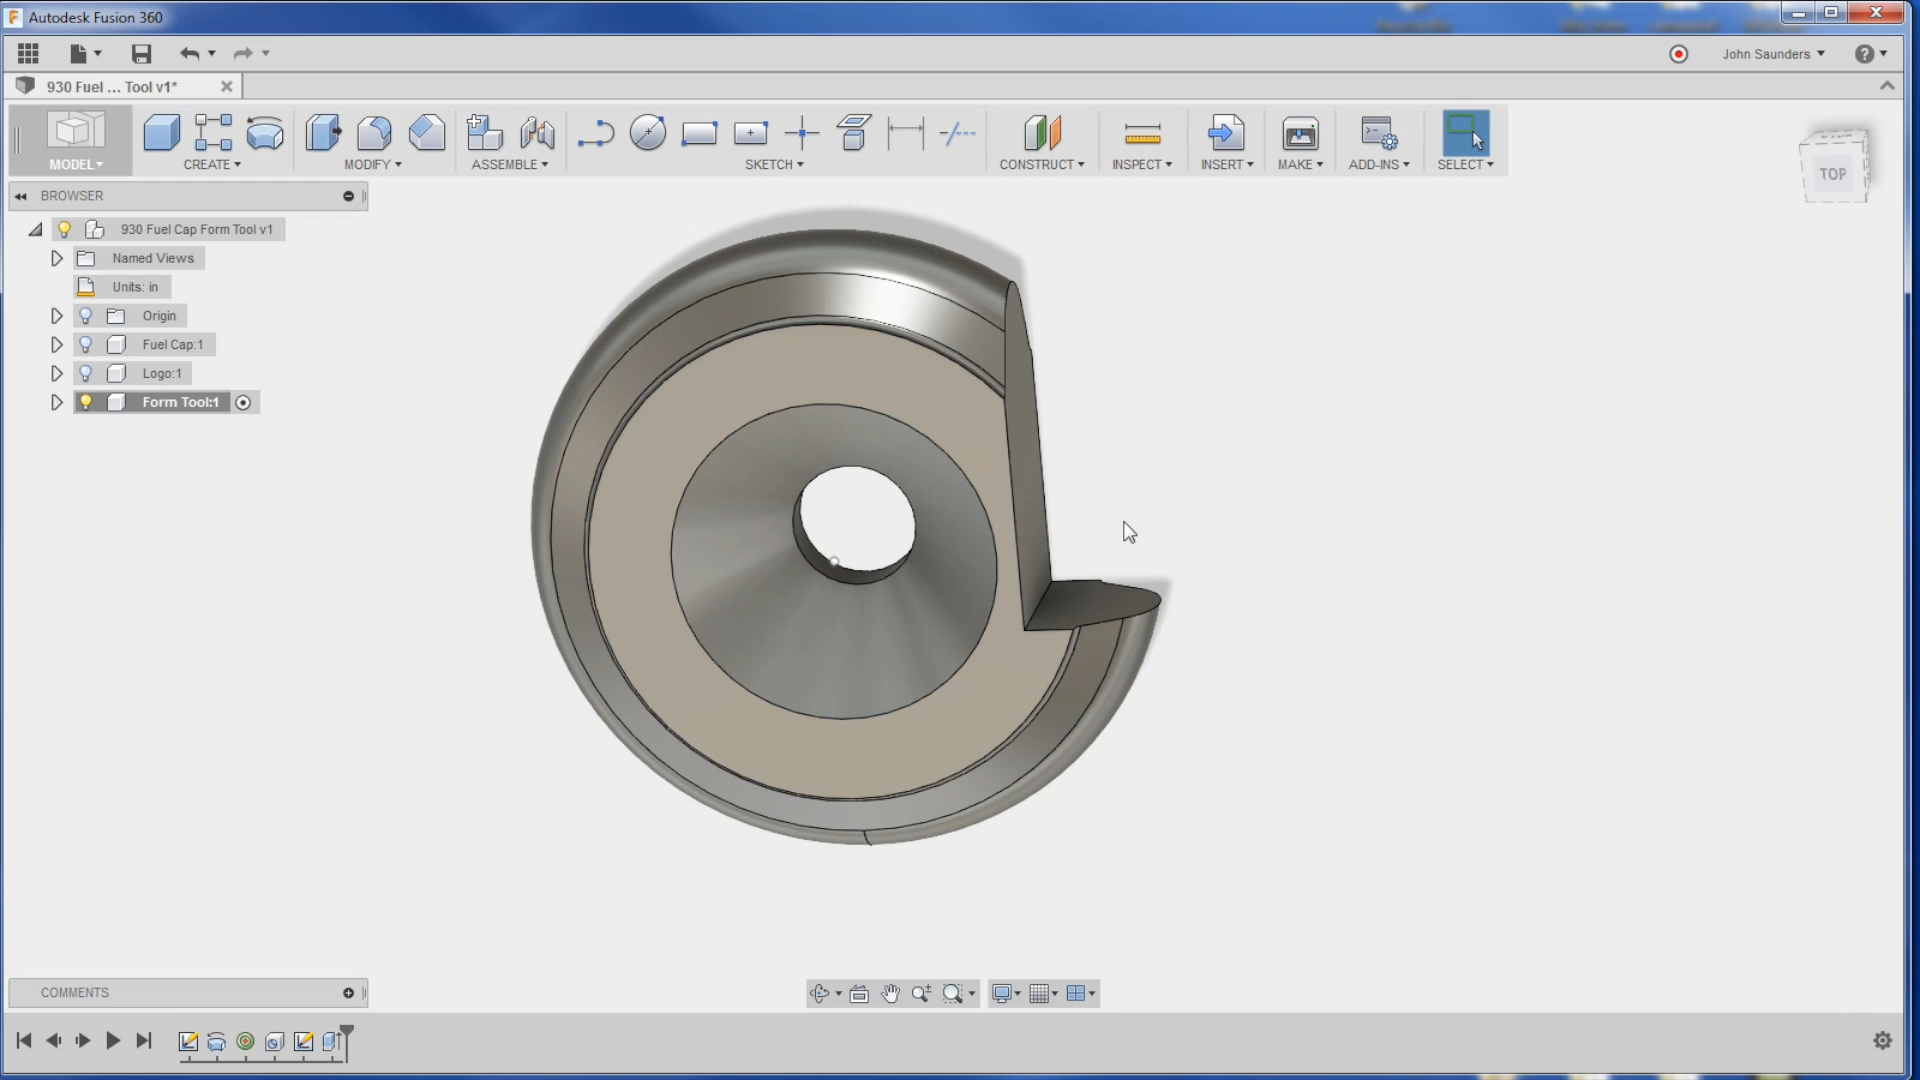 Autodesk Fusion 360
John Saunders
930 Fuel ... Tool v1*
MODEL
CREATE
MODIFY
ASSEMBLE
SKETCH
CONSTRUCT
INSPECT
INSERT
MAKE
ADD-INS
SELECT
TOP
BROWSER
930 Fuel Cap Form Tool v1
Named Views
Units: in
Origin
Fuel Cap:1
Logo:1
Form Tool:1
COMMENTS